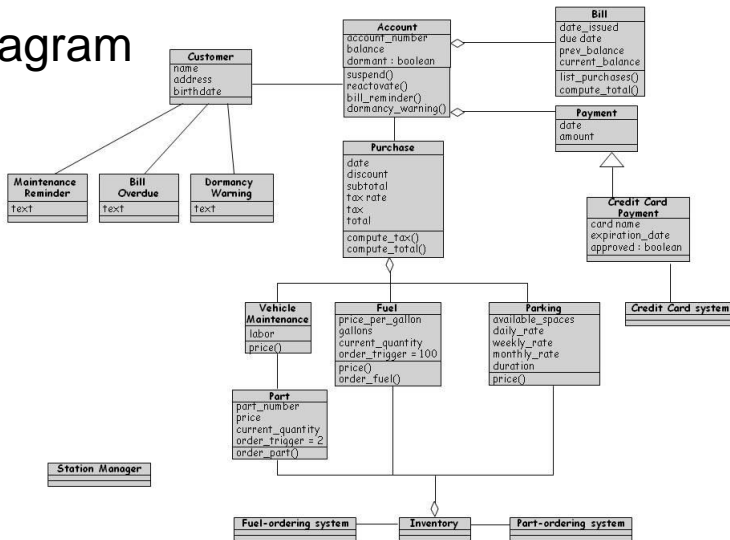 agram
Customer
name
address
birthdate
Account
account_number
balance
dormant : boolean
suspend()
reactovate()
bill_reminder()
dormancy_warning()
Bill
date_issued
due date
prev_balance
current_balance
list_purchases()
compute_total()
Payment
date
amount
Maintenance
Reminder
text
Bill
Overdue
text
Dormancy
Warning
text
Purchase
date
discount
subtotal
tax rate
tax
total
compute_tax()
compute_total()
Credit Card
Payment
card name
expiration_date
approved : boolean
Credit Card system
Vehicle
Maintenance
labor
price()
Fuel
price_per_gallon
gallons
current_quantity
order_trigger = 100
price()
order_fuel()
Parking
available_spaces
daily_rate
weekly_rate
monthly_rate
duration
price()
Part
part_number
price
current_quantity
order_trigger = 2
order_part()
Station Manager
Fuel-ordering system
Inventory
Part-ordering system